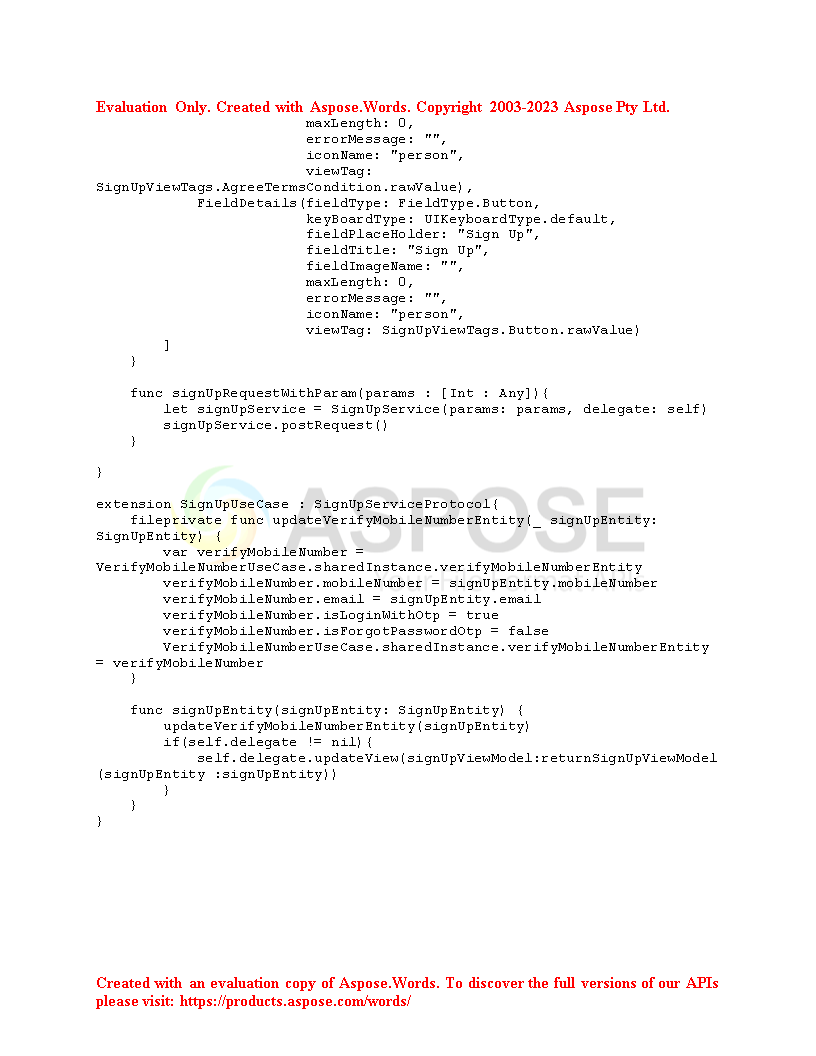 Evaluation Only. Created with Aspose.Words. Copyright 2003-2023 Aspose Pty Ltd.
maxLength: 0,
errorMessage: "",
iconName: "person",
viewTag:
SignUpViewTags.AgreeTermsCondition.rawValue),
FieldDetails(fieldType: FieldType.Button,
keyBoardType: UIKeyboardType.default,
fieldPlaceHolder: "Sign Up",
fieldTitle: "Sign Up",
fieldImageName: "",
maxLength: 0,
errorMessage: "",
iconName: "person",
viewTag: SignUpViewTags.Button.rawValue)
]
}
func signUpRequestWithParam(params : [Int : Any]){
let signUpService = SignUpService(params: params, delegate: self)
signUpService.postRequest()
}
}
ASPOSE
extension SignUpUseCase : SignUpServiceProtocol{
fileprivate func updateVerifyMobileNumberEntity(_ signUpEntity:
SignUpEntity) {
var verifyMobileNumber =
VerifyMobileNumberUseCase.sharedInstance.verifyMobileNumberEntity
verifyMobileNumber.mobileNumber = signUpEntity.mobileNumber
verifyMobileNumber.email = signUpEntity.email
verifyMobileNumber.isLoginWithOtp = true
verifyMobileNumber.isForgotPasswordOtp = false
VerifyMobileNumberUseCase.sharedInstance.verifyMobileNumberEntity
= verifyMobileNumber
}
func signUpEntity(signUpEntity: SignUpEntity) {
updateVerifyMobileNumberEntity(signUpEntity)
if(self.delegate != nil){
self.delegate.updateView(signUpViewModel:returnSignUpViewModel
(signUpEntity :signUpEntity))
}
}
}
Created with an evaluation copy of Aspose.Words. To discover the full versions of our APIs
please visit: https://products.aspose.com/words/